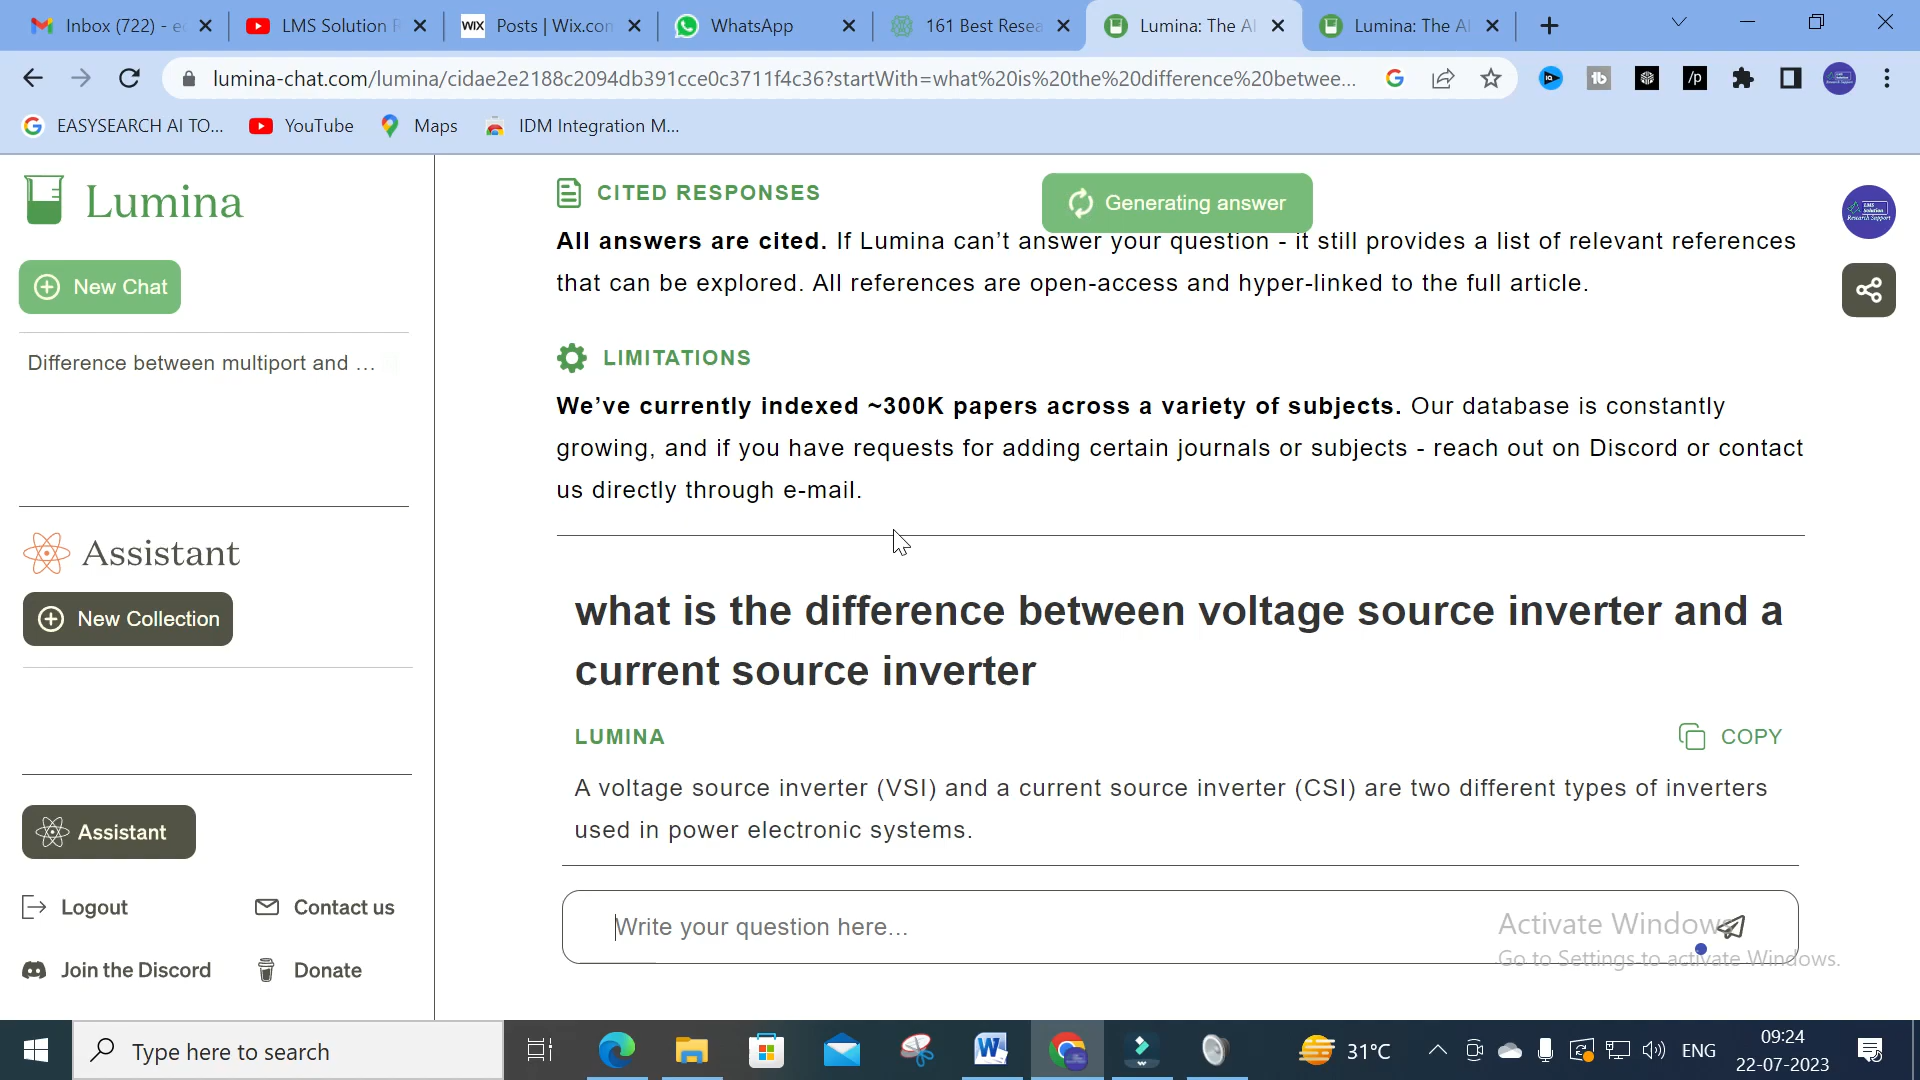 Inbox (722) - ec
LMS Solution R
WIX Posts | Wix.com
WhatsApp
161 Best Resea
Lumina: The AI
Lumina: The AI
lumina-chat.com/lumina/cidae2e2188c2094db391cce0c3711f4c36?startWith=what%20is%20the%20difference%20betwee...
EASYSEARCH AI TO...
YouTube
Maps
IDM Integration M...
Lumina
New Chat
Difference between multiport and ...
Assistant
New Collection
Assistant
Logout
Contact us
Join the Discord
Donate
CITED RESPONSES
Generating answer
All answers are cited. If Lumina can't answer your question - it still provides a list of relevant references
that can be explored. All references are open-access and hyper-linked to the full article.
LIMITATIONS
We've currently indexed ~300K papers across a variety of subjects. Our database is constantly
growing, and if you have requests for adding certain journals or subjects - reach out on Discord or contact
us directly through e-mail.
what is the difference between voltage source inverter and a
current source inverter
LUMINA
COPY
A voltage source inverter (VSI) and a current source inverter (CSI) are two different types of inverters
used in power electronic systems.
Write your question here...
Activate Windows
Go to Settings to activate Windows.
LMS
Solution
Research Support
Type here to search
31°C
ENG
09:24
22-07-2023